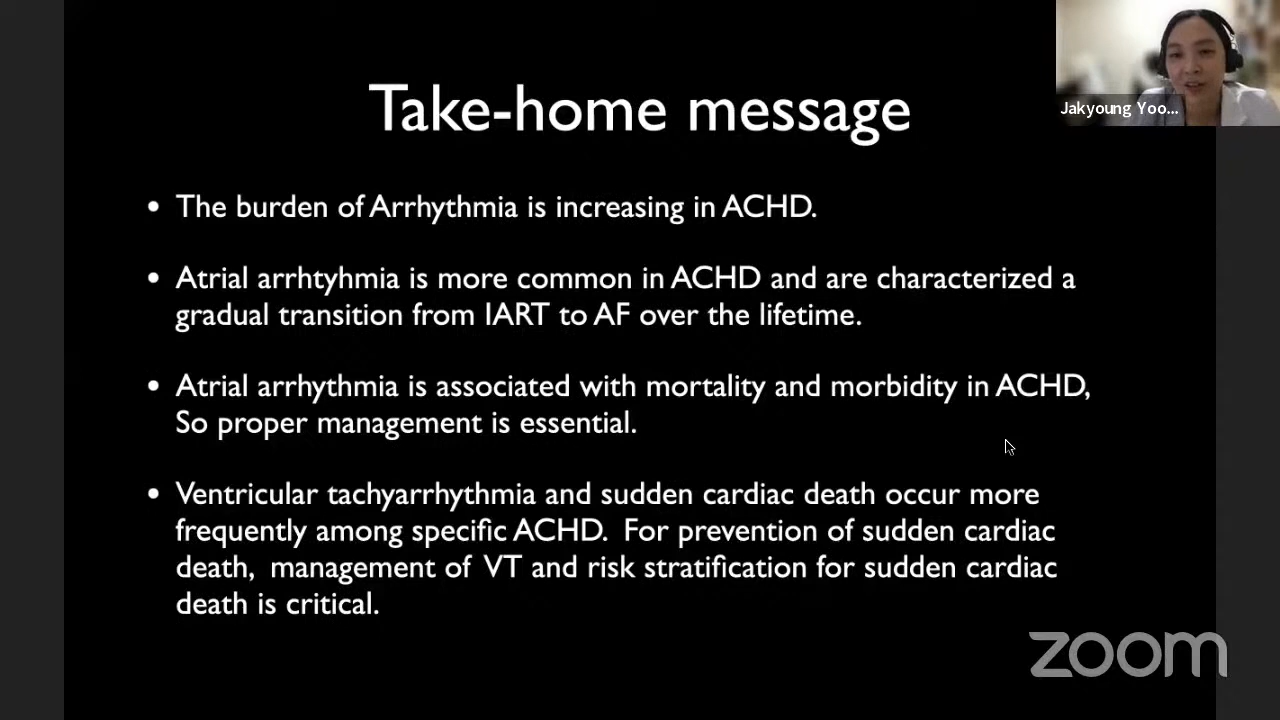 Take-home message
Jakyoung Yoo...
• The burden of Arrhythmia is increasing in ACHD.
• Atrial arrhtyhmia is more common in ACHD and are characterized a
gradual transition from IART to AF over the lifetime.
• Atrial arrhythmia is associated with mortality and morbidity in ACHD,
So proper management is essential.
• Ventricular tachyarrhythmia and sudden cardiac death occur more
frequently among specific ACHD. For prevention of sudden cardiac
death, management of VT and risk stratification for sudden cardiac
death is critical.
zoom